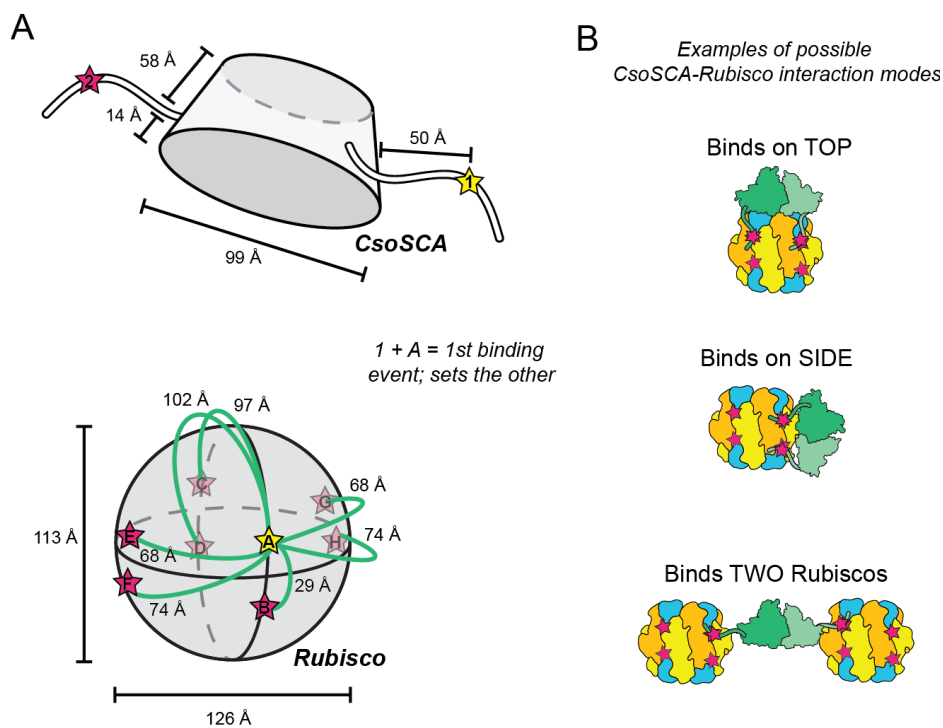 A
58 Å
2
14 Å
50 Å
1
CsoSCA
99 Å
1 + A = 1st binding
event; sets the other
102 Å
97 Å
C
68 Å
G
113 Å
E
D
A
H
74 Å
68 Å
F
74 Å
29 Å
B
Rubisco
126 Å
B
Examples of possible
CsoSCA-Rubisco interaction modes
Binds on TOP
Binds on SIDE
Binds TWO Rubiscos